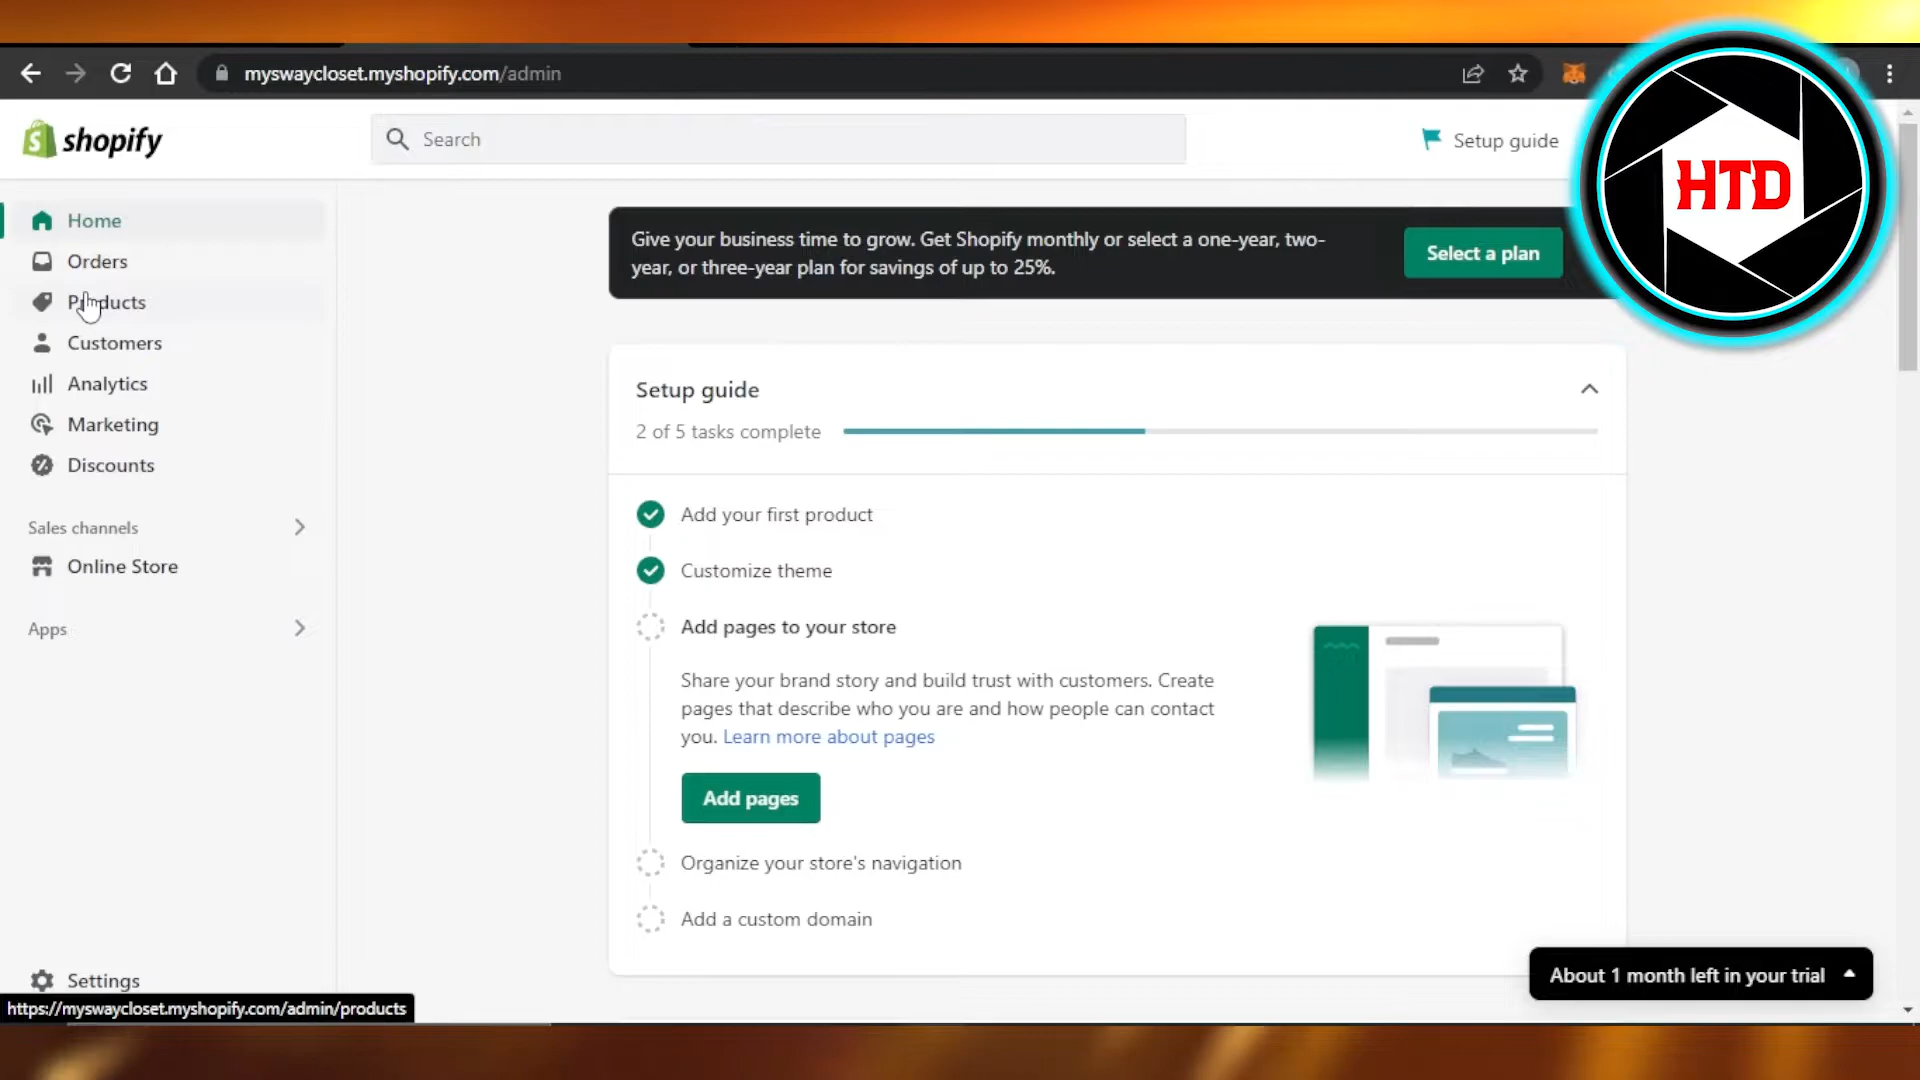 myswaycloset.myshopify.com/admin
shopify
Search
Setup guide
HTD
Home
Orders
Products
Customers
Analytics
Marketing
Discounts
Sales channels
Online Store
Apps
Settings
https://myswaycloset.myshopify.com/admin/products
Give your business time to grow. Get Shopify monthly or select a one-year, two-
year, or three-year plan for savings of up to 25%.
Select a plan
Setup guide
2 of 5 tasks complete
Add your first product
Customize theme
Add pages to your store
Share your brand story and build trust with customers. Create
pages that describe who you are and how people can contact
you. Learn more about pages
Add pages
Organize your store's navigation
Add a custom domain
About 1 month left in your trial